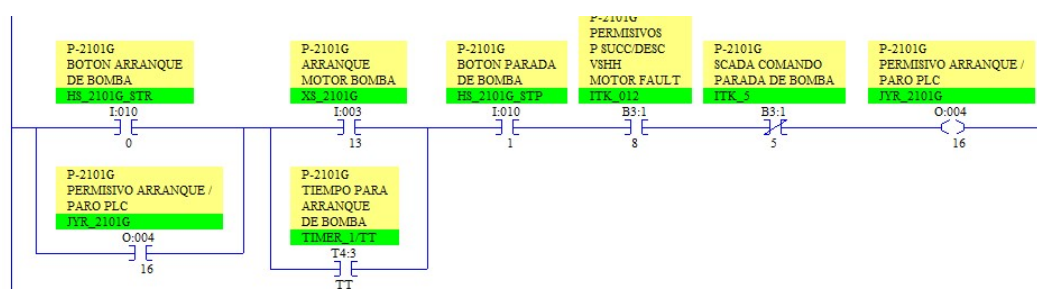 P-2101G
BOTON ARRANQUE
DE BOMBA
HS_2101G_STR
I:010
0
P-2101G
PERMISIVO ARRANQUE /
PARO PLC
JYR_2101G
O:004
16
P-2101G
ARRANQUE
MOTOR BOMBA
XS_2101G
I:003
13
P-2101G
TIEMPO PARA
ARRANQUE
DE BOMBA
TIMER_1/TT
T4:3
TT
P-2101G
BOTON PARADA
DE BOMBA
HS_2101G_STP
I:010
1
P-2101G
PERMISIVOS
P SUCC/DESC
VSHH
MOTOR FAULT
ITK_012
B3:1
8
P-2101G
SCADA COMANDO
PARADA DE BOMBA
ITK_5
B3:1
5
P-2101G
PERMISIVO ARRANQUE /
PARO PLC
JYR_2101G
O:004
16